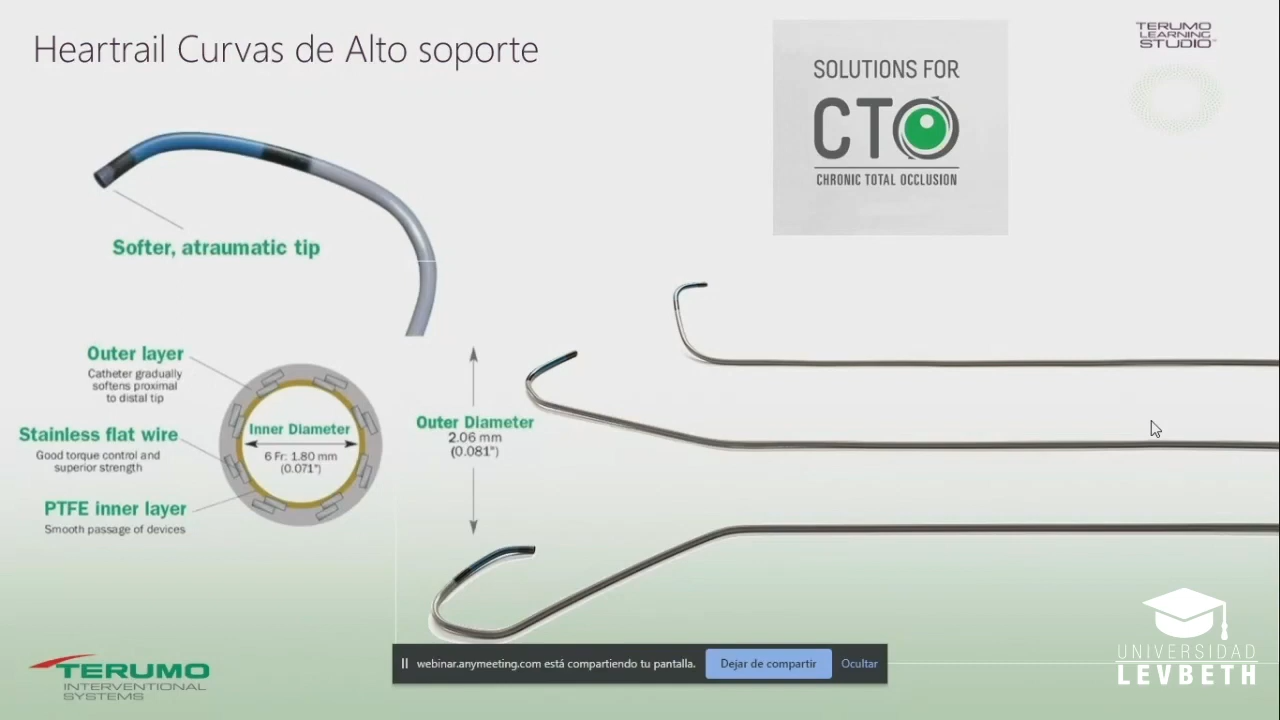 Heartrail Curvas de Alto soporte
TERUMO
LEARNING
STUDIO
SOLUTIONS FOR
CTO
CHRONIC TOTAL OCCLUSION
Softer, atraumatic tip
Outer layer
Catheter gradually
softens proximal
to distal tip
Stainless flat wire
Good torque control and
superior strength
PTFE inner layer
Smooth passage of devices
Inner Diameter
6 Fr: 1.80 mm
(0.071")
Outer Diameter
2.06 mm
(0.081")
webinar.anymeeting.com está compartiendo tu pantalla.
Dejar de compartir
Ocultar
TERUMO
INTERVENTIONAL
SYSTEMS
UNIVERSIDAD
LEVBETH